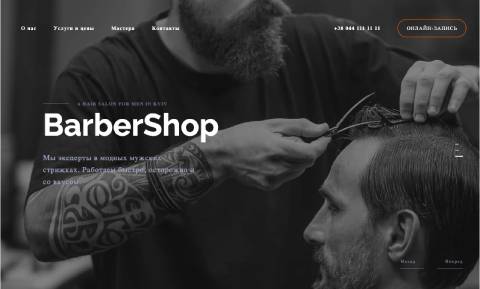 О нас
Услуги и цены
Мастера
Контакты
+38 044 111 11 11
ОНЛАЙН-ЗАПИСЬ
A HAIR SALON FOR MEN IN KYIV
BarberShop
Мы эксперты в модных мужских
стрижках. Работаем быстро, осторожно и
со вкусом.
Назад
Вперед